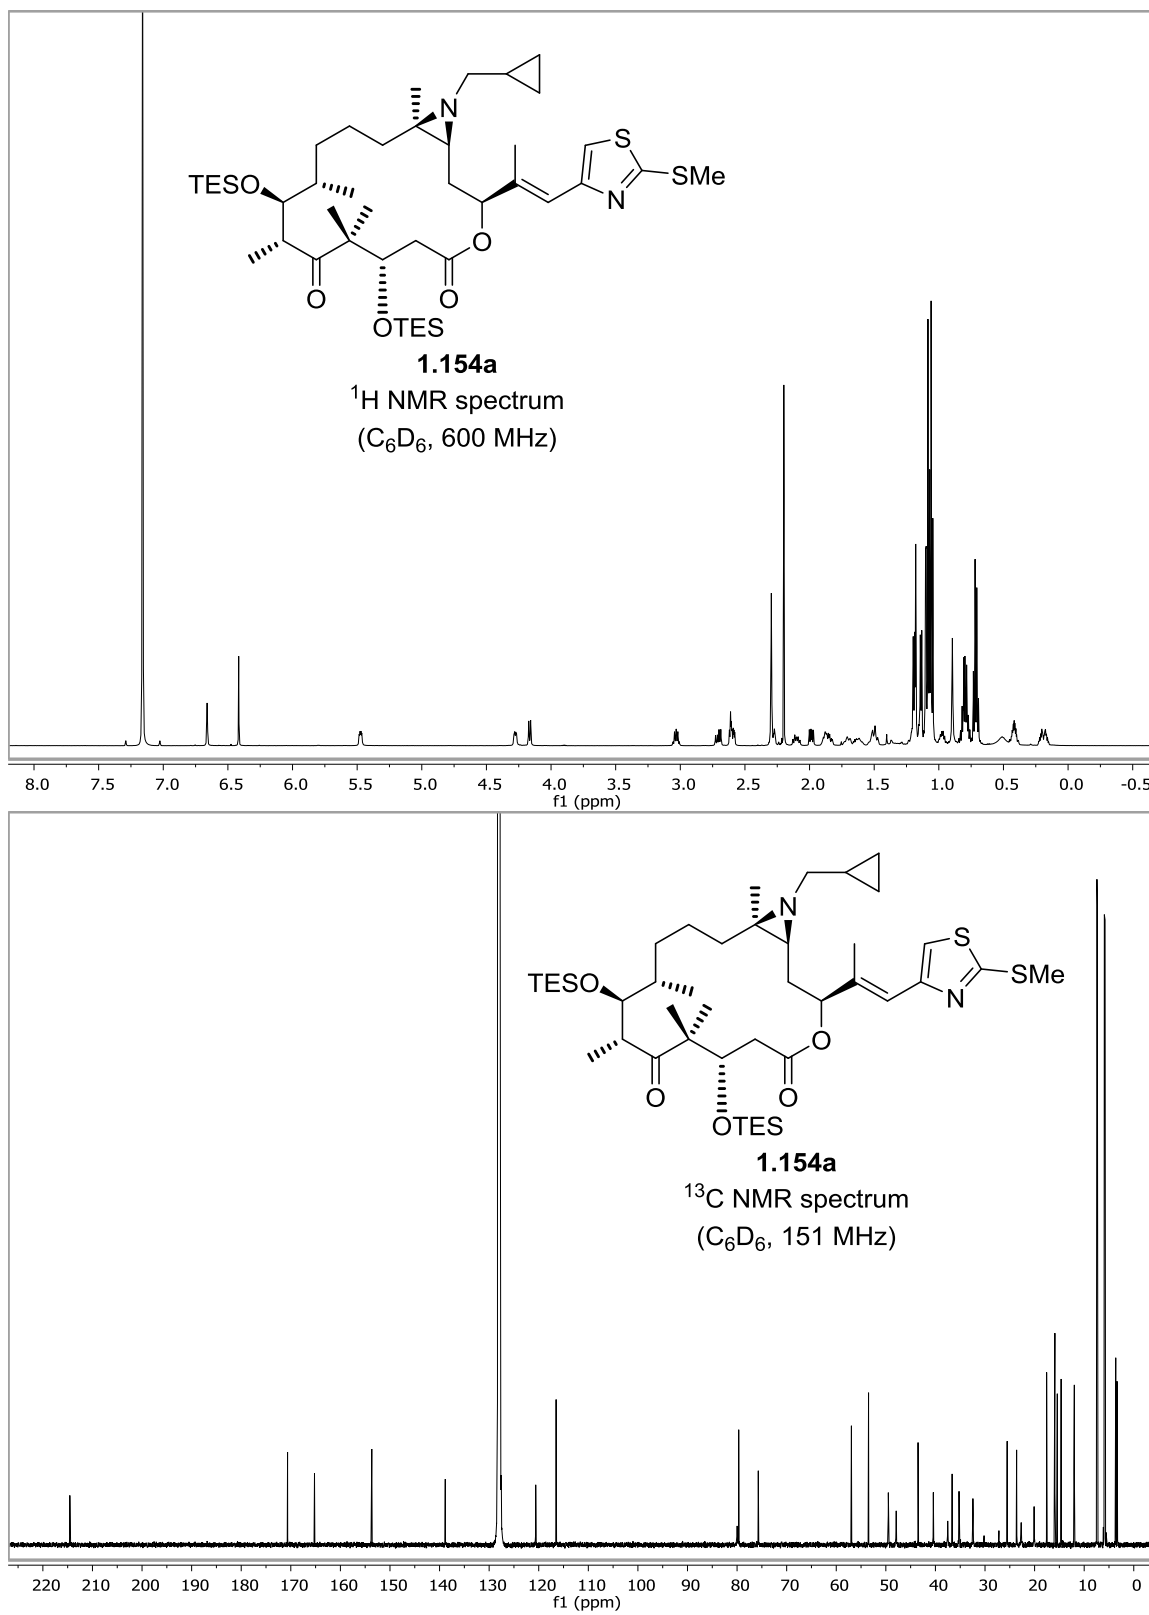 N
S
TESO
N
SMe
O
O
O
OTES
1.154a
¹H NMR spectrum
(C₆D₆, 600 MHz)
8.0 7.5 7.0 6.5 6.0 5.5 5.0 4.5 4.0 3.5 3.0 2.5 2.0 1.5 1.0 0.5 0.0 -0.5
f1 (ppm)
N
S
TESO
N
SMe
O
O
O
OTES
1.154a
¹³C NMR spectrum
(C₆D₆, 151 MHz)
220 210 200 190 180 170 160 150 140 130 120 110 100 90 80 70 60 50 40 30 20 10 0
f1 (ppm)